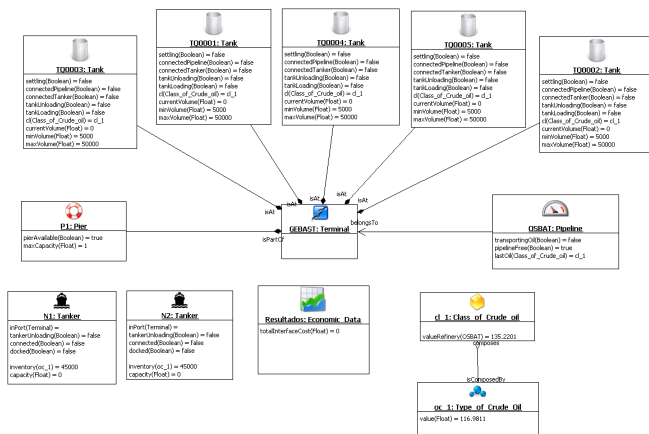 TQ0003: Tank
settling(Boolean) = false
connectedPipeline(Boolean) = false
connectedTanker(Boolean) = false
tankUnloading(Boolean) = false
tankLoading(Boolean) = false
cl(Class_of_Crude_oil) = cl_1
currentVolume(Float) = 0
minVolume(Float) = 5000
maxVolume(Float) = 50000
TQ0001: Tank
settling(Boolean) = false
connectedPipeline(Boolean) = false
connectedTanker(Boolean) = false
tankUnloading(Boolean) = false
tankLoading(Boolean) = false
cl(Class_of_Crude_oil) = cl_1
currentVolume(Float) = 0
minVolume(Float) = 5000
maxVolume(Float) = 50000
TQ0004: Tank
settling(Boolean) = false
connectedPipeline(Boolean) = false
connectedTanker(Boolean) = false
tankUnloading(Boolean) = false
tankLoading(Boolean) = false
cl(Class_of_Crude_oil) = cl_1
currentVolume(Float) = 0
minVolume(Float) = 5000
maxVolume(Float) = 50000
TQ0005: Tank
settling(Boolean) = false
minVolume(Float) = 5000
connectedPipeline(Boolean) = false
connectedTanker(Boolean) = false
tankUnloading(Boolean) = false
tankLoading(Boolean) = false
cl(Class_of_Crude_oil) = cl_1
currentVolume(Float) = 0
maxVolume(Float) = 50000
TQ0002: Tank
settling(Boolean) = false
connectedPipeline(Boolean) = false
connectedTanker(Boolean) = false
tankUnloading(Boolean) = false
tankLoading(Boolean) = false
cl(Class_of_Crude_oil) = cl_1
currentVolume(Float) = 0
minVolume(Float) = 5000
maxVolume(Float) = 50000
isAt
isAt
isAt
isAt
isAt
P1: Pier
pierAvailable(Boolean) = true
maxCapacity(Float) = 1
isPartOf
GEBAST: Terminal
belongsTo
OSBAT: Pipeline
transportingOil(Boolean) = false
pipelineFree(Boolean) = true
lastOil(Class_of_Crude_oil) = cl_1
N1: Tanker
inPort(Terminal) =
tankerUnloading(Boolean) = false
connected(Boolean) = false
docked(Boolean) = false
inventory(oc_1) = 45000
capacity(Float) = 0
N2: Tanker
inPort(Terminal) =
tankerUnloading(Boolean) = false
connected(Boolean) = false
docked(Boolean) = false
inventory(oc_1) = 45000
capacity(Float) = 0
Resultados: Economic_Data
totalInterfaceCost(Float) = 0
cl_1: Class_of_Crude_oil
valueRefinery(OSBAT) = 135.2201
composes
isComposedBy
oc_1: Type_of_Crude_Oil
value(Float) = 116.9811